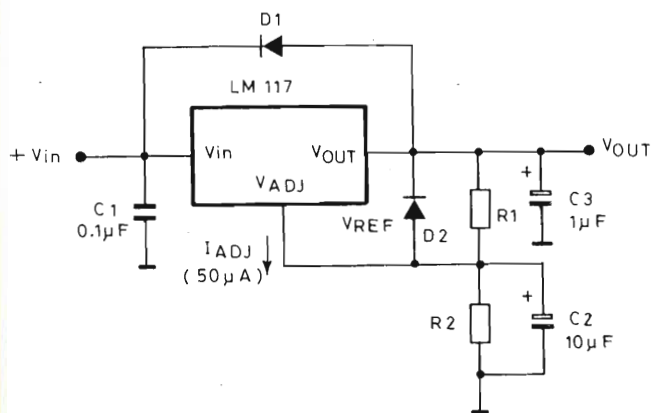 D1
LM 117
+ Vin
Vin
VOUT
VOUT
VADJ
C1
0.1µF
VREF
D2
R1
+
C3
1µF
IADJ
(50µA)
R2
+
C2
10µF